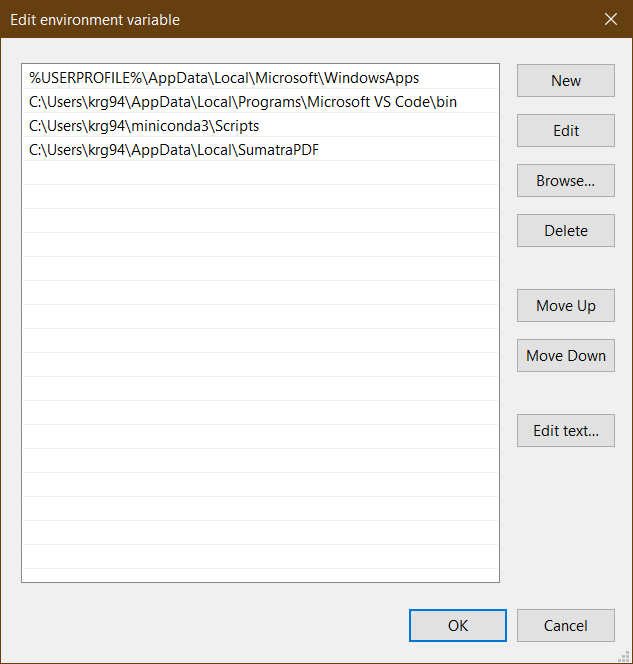 Edit environment variable
%USERPROFILE%\AppData\Local\Microsoft\WindowsApps
C:\Users\krg94\AppData\Local\Programs\Microsoft VS Code\bin
C:\Users\krg94\miniconda3\Scripts
C:\Users\krg94\AppData\Local\SumatraPDF
New
Edit
Browse...
Delete
Move Up
Move Down
Edit text...
OK
Cancel